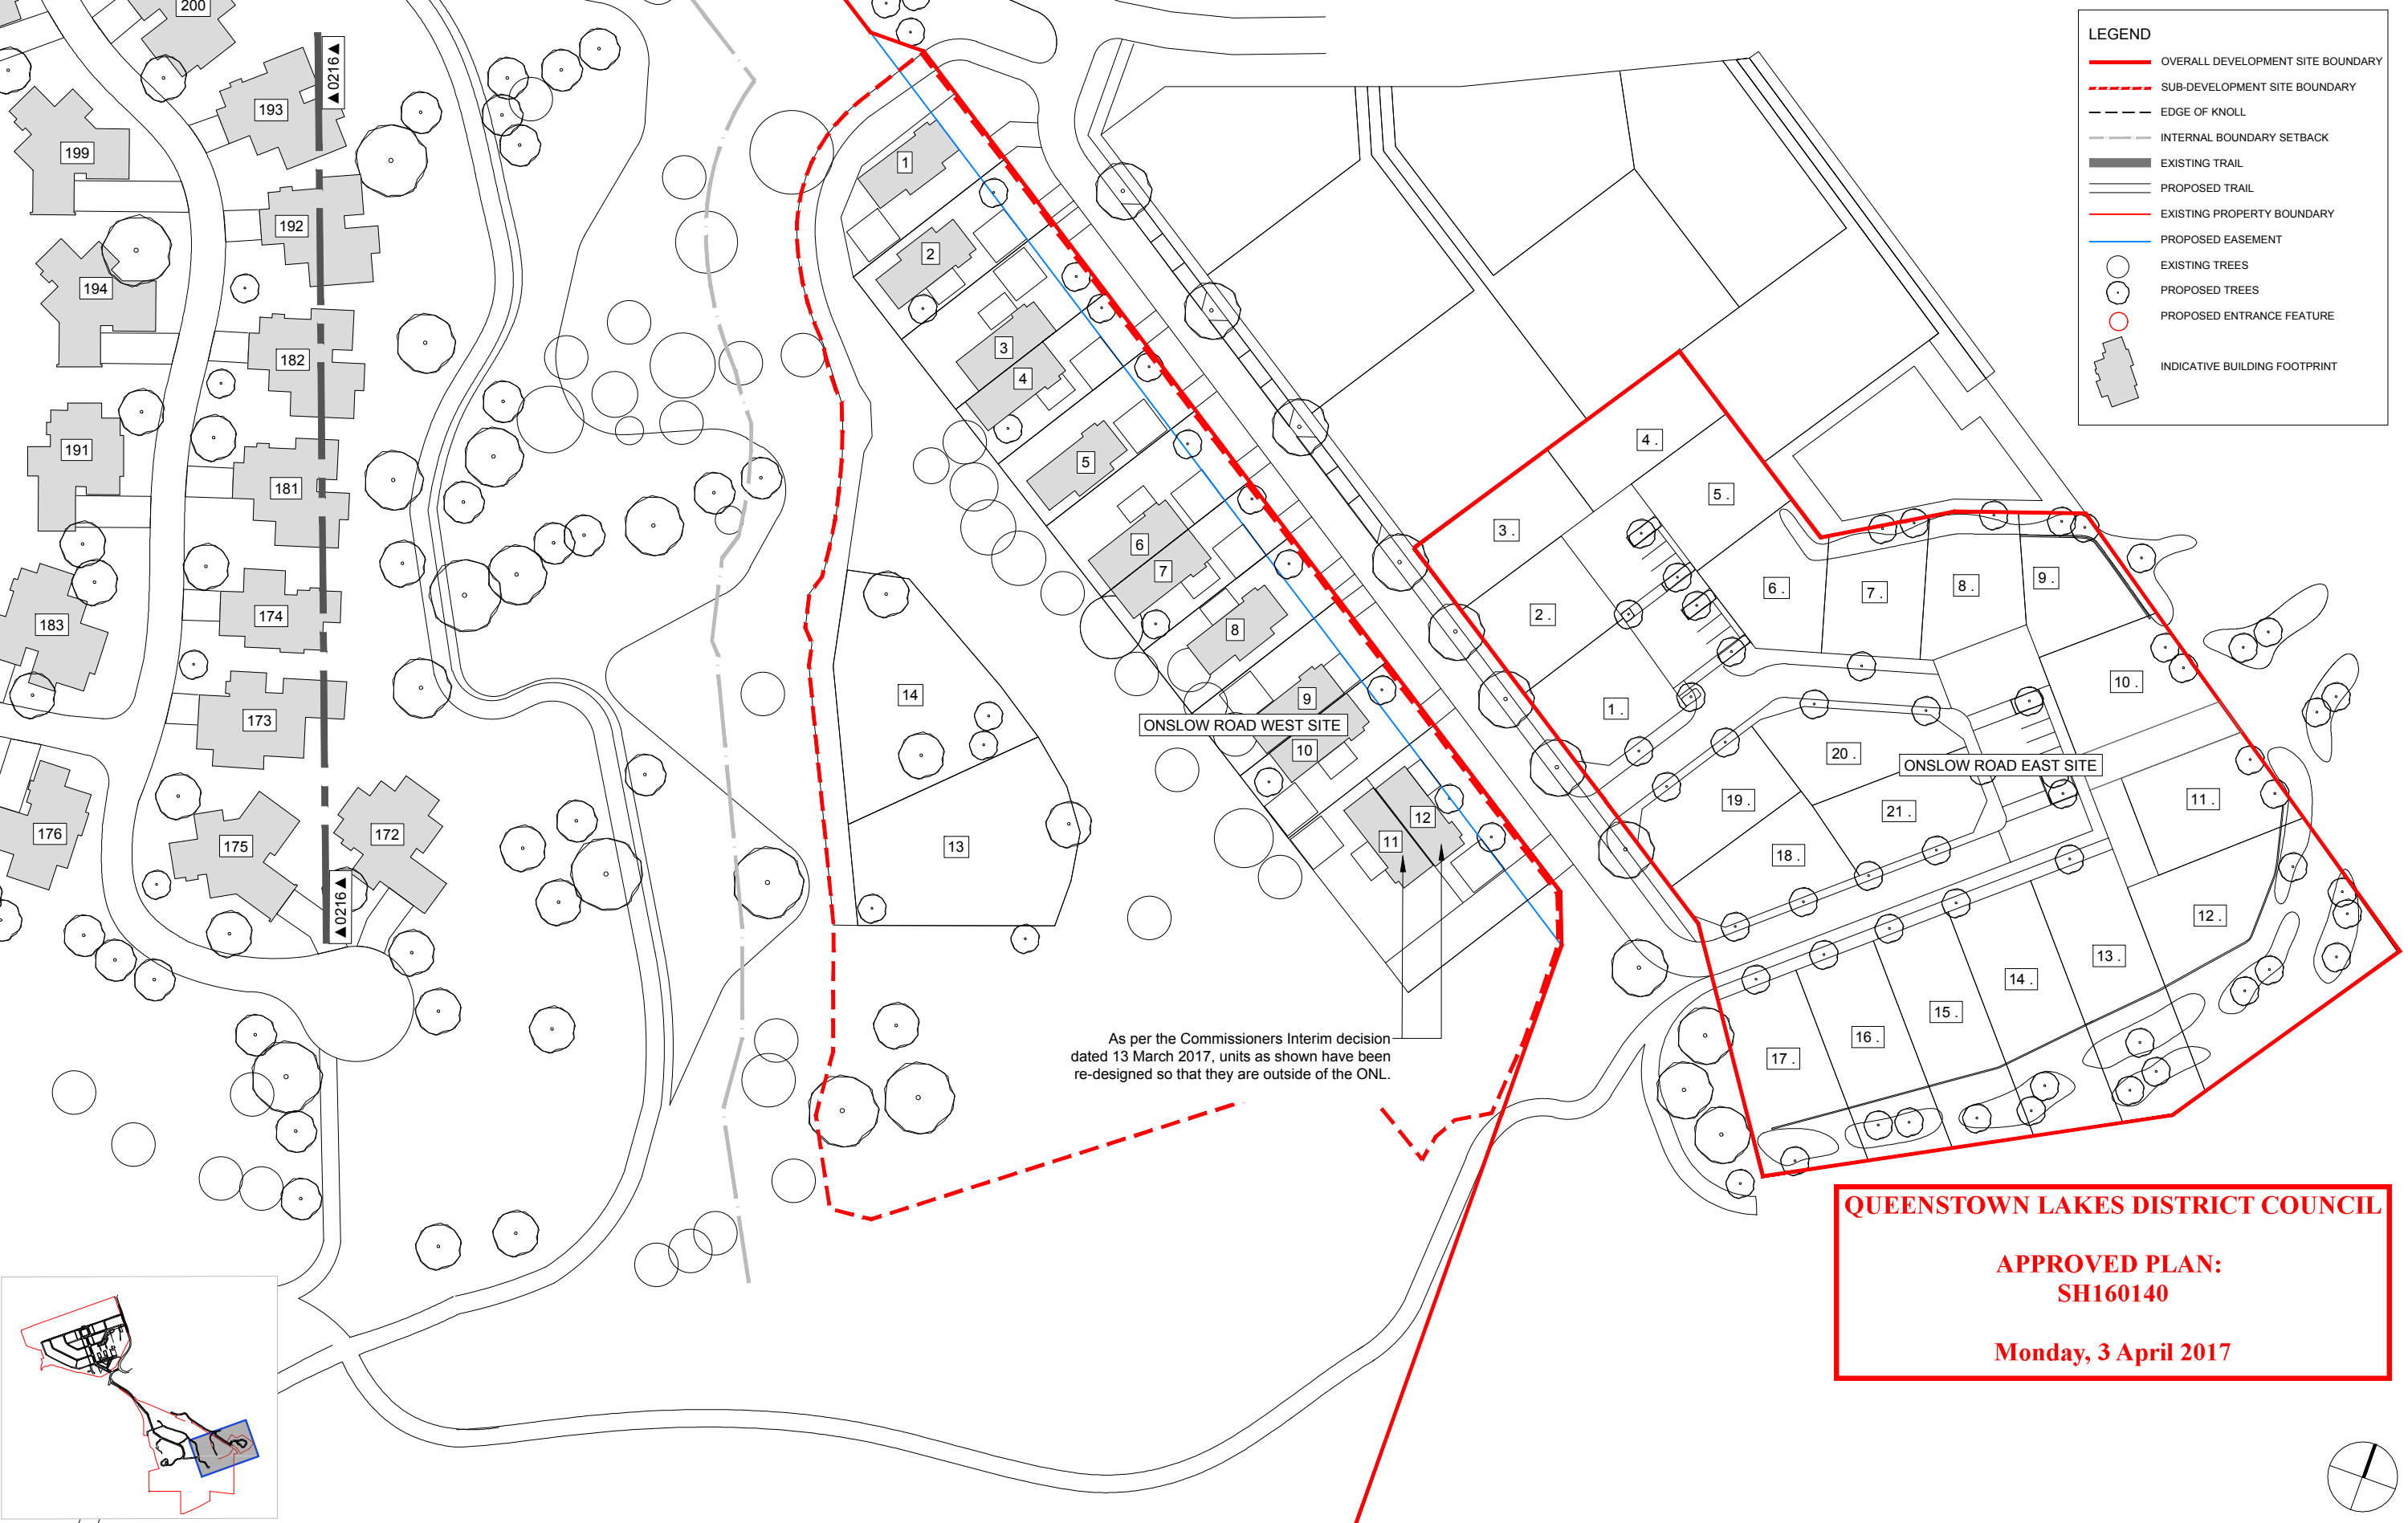 LEGEND
OVERALL DEVELOPMENT SITE BOUNDARY
SUB-DEVELOPMENT SITE BOUNDARY
EDGE OF KNOLL
INTERNAL BOUNDARY SETBACK
EXISTING TRAIL
PROPOSED TRAIL
EXISTING PROPERTY BOUNDARY
PROPOSED EASEMENT
EXISTING TREES
PROPOSED TREES
PROPOSED ENTRANCE FEATURE
INDICATIVE BUILDING FOOTPRINT
200
193
▲0216▲
199
192
194
182
191
181
174
183
173
176
175
172
▲0216▲
1
2
3
4
5
6
7
8
9
ONSLOW ROAD WEST SITE
10
11
12
14
13
As per the Commissioners Interim decision
dated 13 March 2017, units as shown have been
re-designed so that they are outside of the ONL.
4 .
5 .
3 .
2 .
1 .
6 .
7 .
8 .
9 .
10 .
20 .
ONSLOW ROAD EAST SITE
19 .
21 .
11 .
18 .
12 .
13 .
14 .
15 .
16 .
17 .
QUEENSTOWN LAKES DISTRICT COUNCIL
APPROVED PLAN:
SH160140
Monday, 3 April 2017